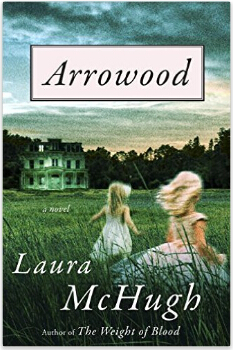 Arrowood
a novel
Laura
McHugh
Author of The Weight of Blood